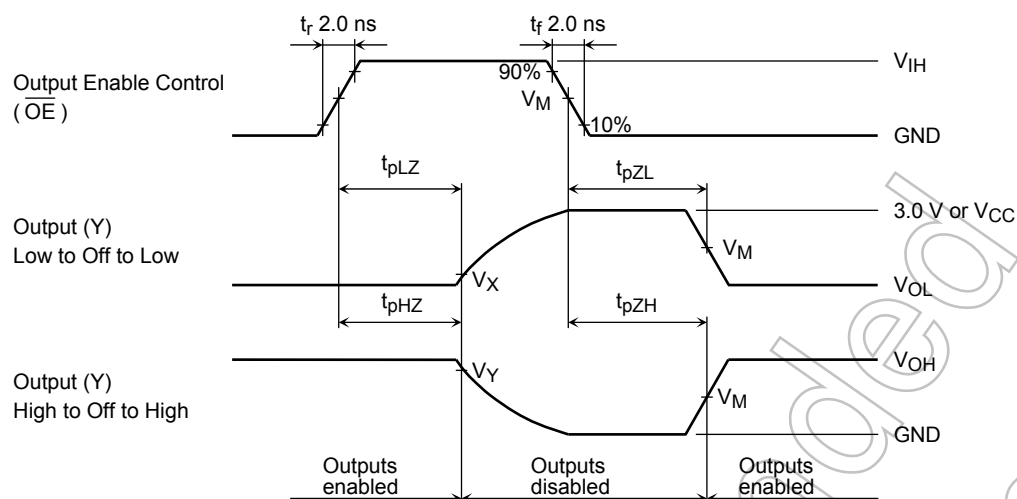 tr 2.0 ns
tf 2.0 ns
Output Enable Control
( OE )
90%
VM
10%
VIH
GND
tpLZ
tpZL
Output (Y)
Low to Off to Low
VX
VM
3.0 V or VCC
VOL
tpHZ
tpZH
Output (Y)
High to Off to High
VY
VM
VOH
GND
Outputs
enabled
Outputs
disabled
Outputs
enabled